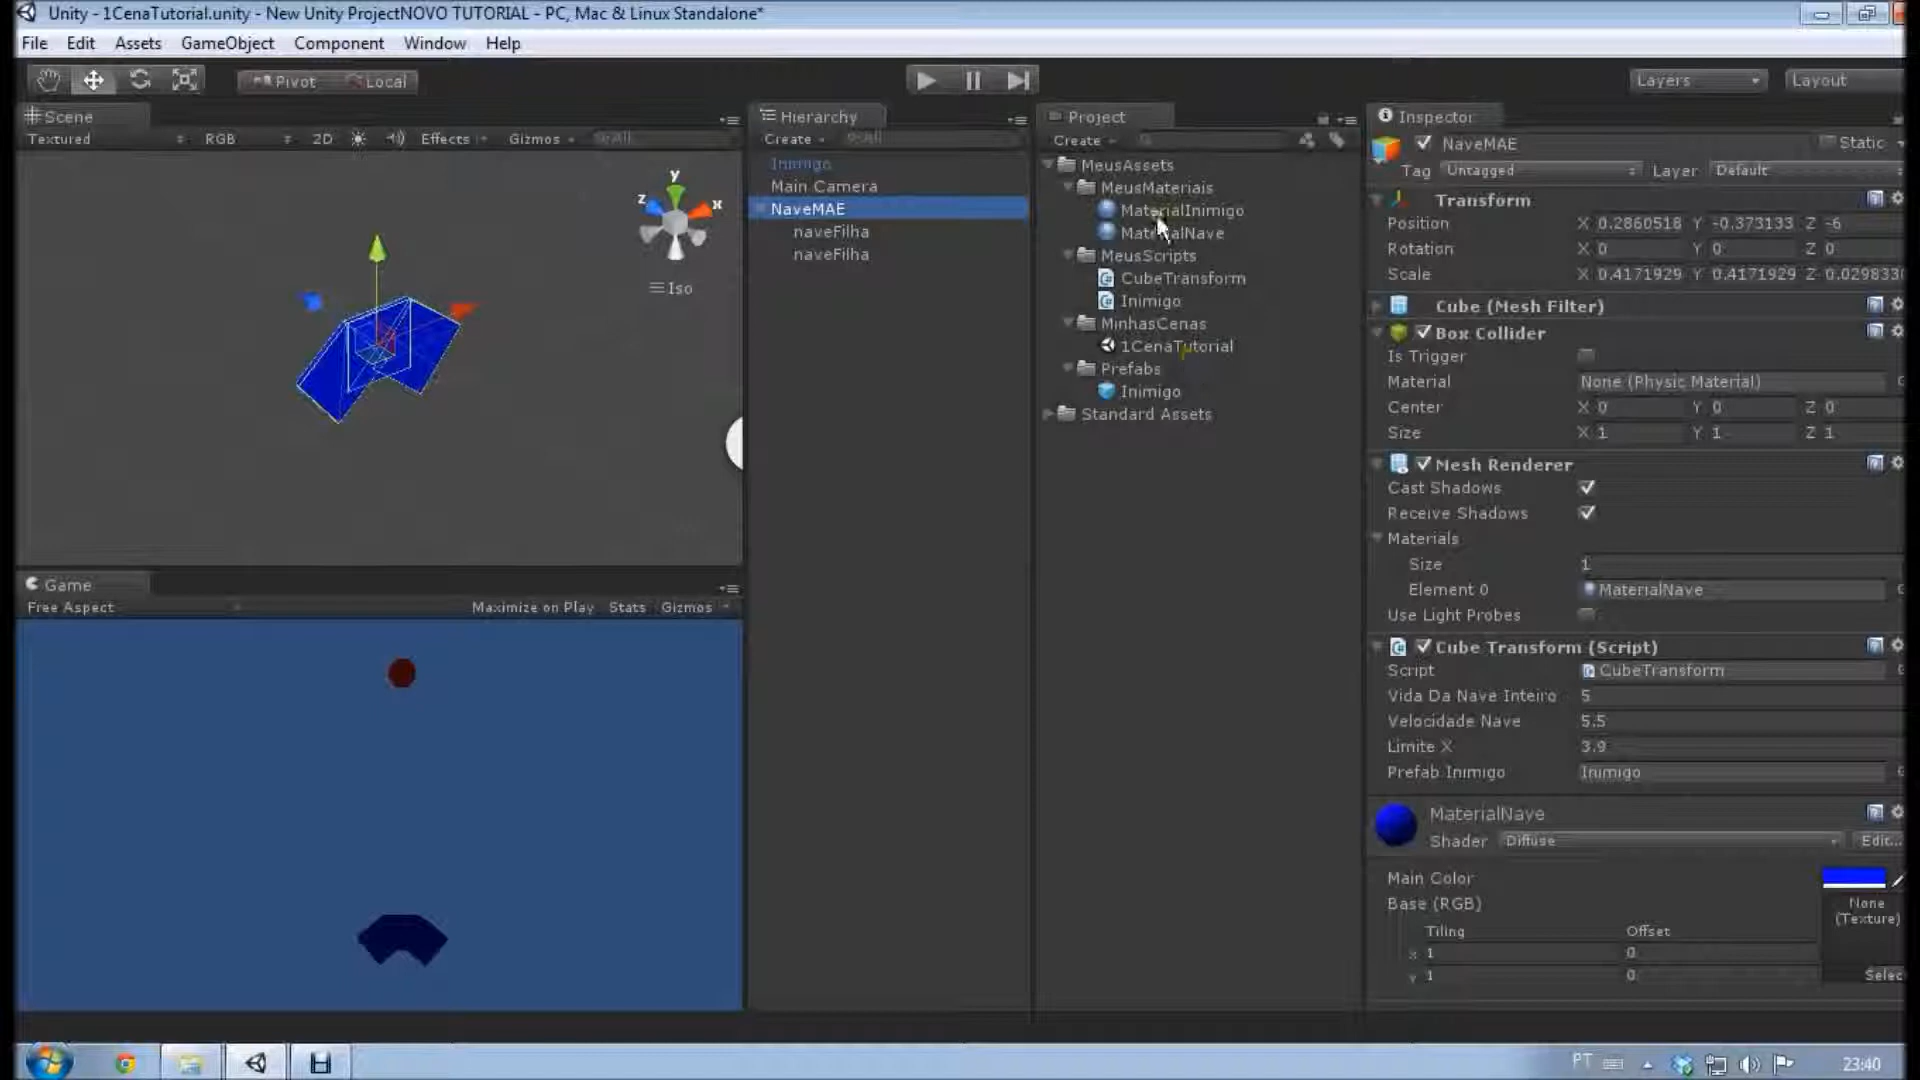 Unity - 1CenaTutorial.unity - New Unity ProjectNOVO TUTORIAL - PC, Mac & Linux Standalone*
File Edit Assets GameObject Component Window Help
Pivot Local Layers Layout
Scene
Textured RGB 2D Effects Gizmos All
y
z x
Iso
Game
Free Aspect Maximize on Play Stats Gizmos
Hierarchy
Create All
Inimigo
Main Camera
NaveMAE
naveFilha
naveFilha
Project
Create
MeusAssets
MeusMateriais
MaterialInimigo
MaterialNave
MeusScripts
CubeTransform
Inimigo
MinhasCenas
1CenaTutorial
Prefabs
Inimigo
Standard Assets
Inspector
NaveMAE Static
Tag Untagged Layer Default
Transform
Position X 0.2860518 Y -0.373133 Z -6
Rotation X 0 Y 0 Z 0
Scale X 0.4171929 Y 0.4171929 Z 0.029833
Cube (Mesh Filter)
Box Collider
Is Trigger
Material None (Physic Material)
Center X 0 Y 0 Z 0
Size X 1 Y 1 Z 1
Mesh Renderer
Cast Shadows
Receive Shadows
Materials
Size 1
Element 0 MaterialNave
Use Light Probes
Cube Transform (Script)
Script CubeTransform
Vida Da Nave Inteiro 5
Velocidade Nave 5.5
Limite X 3.9
Prefab Inimigo Inimigo
MaterialNave
Shader Diffuse Edit...
Main Color
Base (RGB) None
(Texture)
Tiling Offset
x 1 0
y 1 0
Selec
PT 23:40